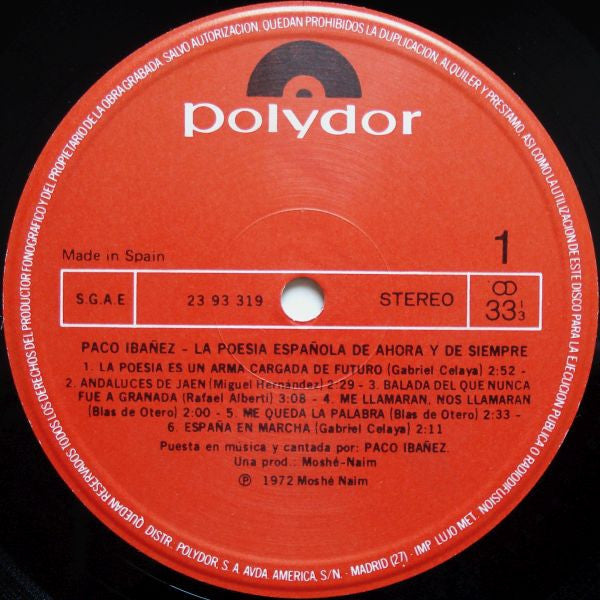 polydor
Made in Spain
1
S.G.A.E
23 93 319
STEREO
33 1/3
PACO IBAÑEZ - LA POESIA ESPAÑOLA DE AHORA Y DE SIEMPRE
1. LA POESIA ES UN ARMA CARGADA DE FUTURO (Gabriel Celaya) 2:52 -
2. ANDALUCES DE JAEN (Miguel Hernández) 2:29 - 3. BALADA DEL QUE NUNCA
FUE A GRANADA (Rafael Alberti) 3:08 - 4. ME LLAMARAN, NOS LLAMARAN
(Blas de Otero) 2:00 - 5. ME QUEDA LA PALABRA (Blas de Otero) 2:33 -
6. ESPAÑA EN MARCHA (Gabriel Celaya) 2:11
Puesta en musica y cantada por: PACO IBAÑEZ.
Una prod.: Moshé-Naim
Ⓟ 1972 Moshé Naim
RESERVADOS TODOS LOS DERECHOS DEL PRODUCTOR FONOGRAFICO Y DEL PROPIETARIO DE LA OBRA GRABADA. SALVO AUTORIZACION, QUEDAN PROHIBIDOS LA DUPLICACION, ALQUILER Y PRESTAMO, ASI COMO LA UTILIZACION DE ESTE DISCO PARA LA EJECUCION PUBLICA O RADIODIFUSION
QUEDAN DISTR. POLYDOR, S. A. AVDA. AMERICA, S/N. - MADRID (27) - IMP. LUJO MET.